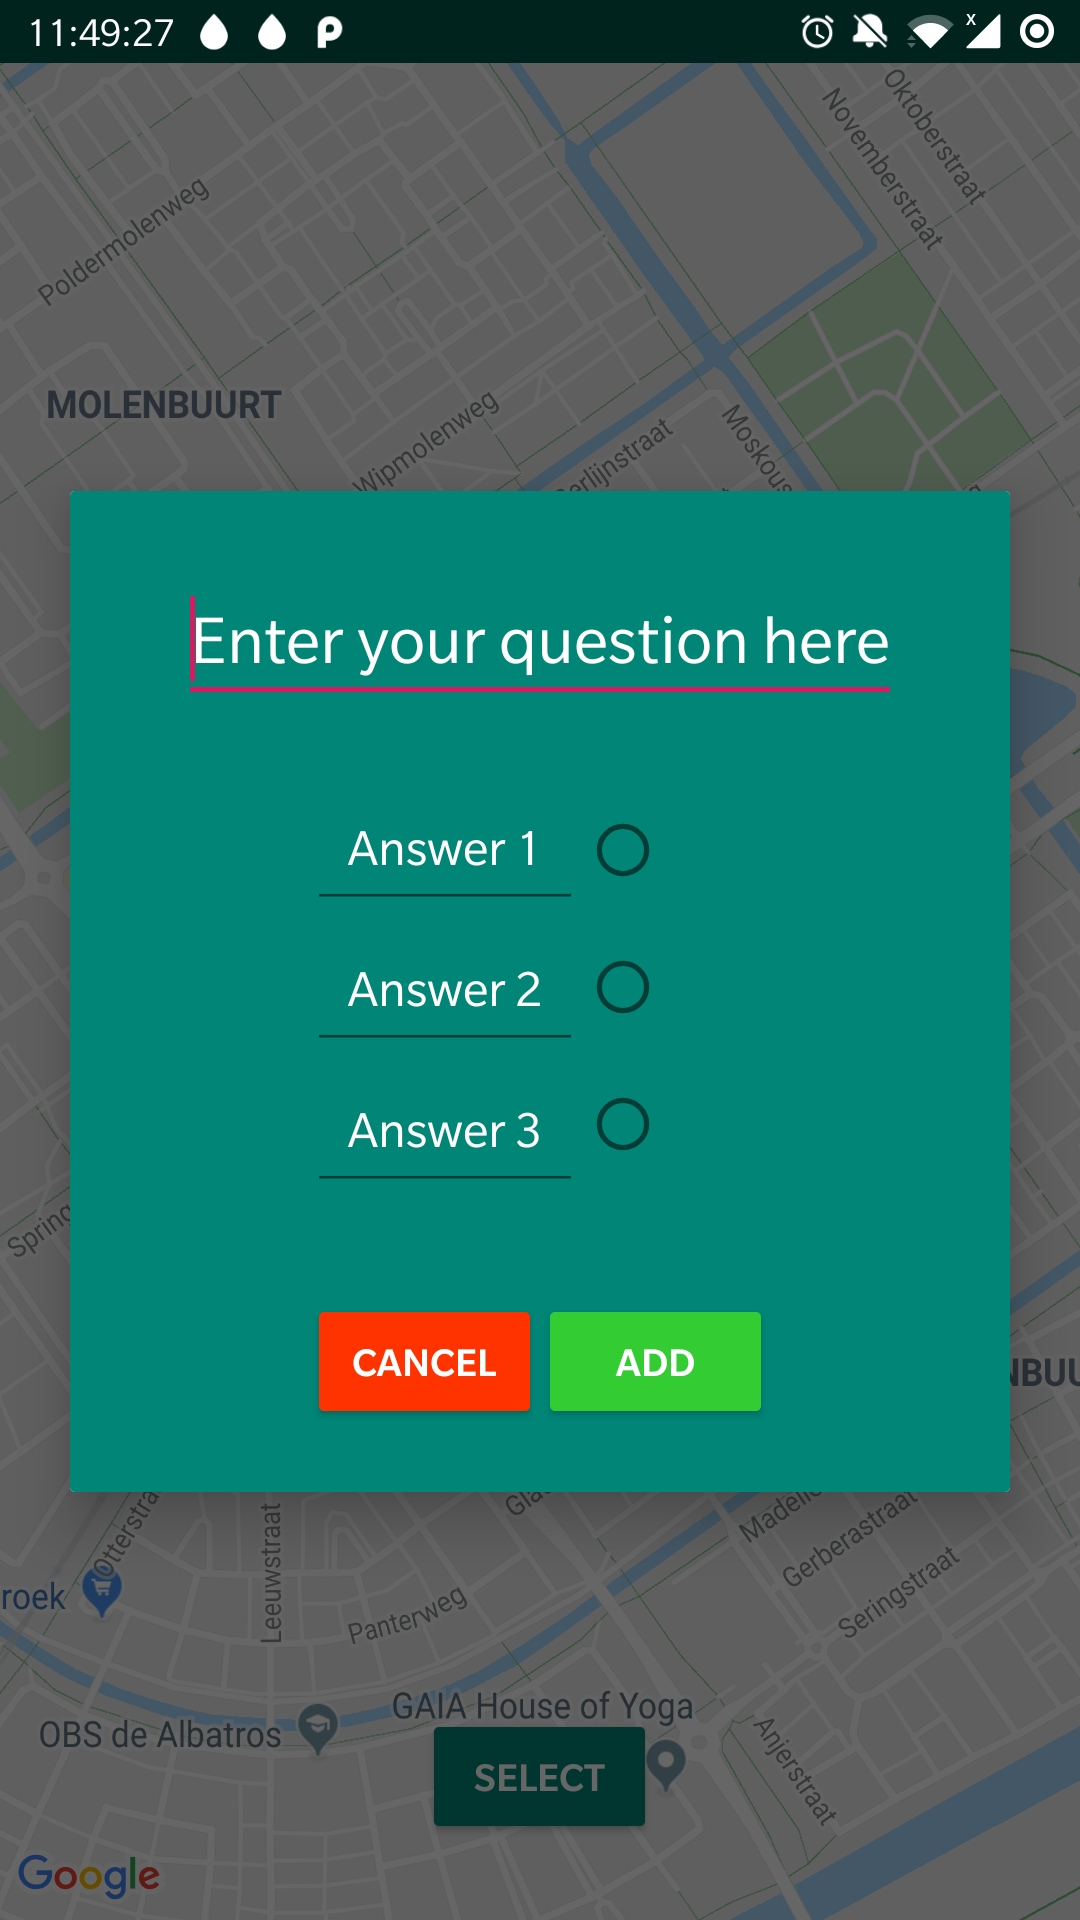 11:49:27
Oktoberstraat
Novemberstraat
Poldermolenweg
MOLENBUURT
Wipmolenweg
Moskous
Enter your question here
Answer 1
Answer 2
Answer 3
Spring
CANCEL
ADD
NBUU
Otterstra
Leeuwstraat
Gla
Madelie
Gerberastraat
Seringstraat
roek
Panterweg
GAIA House of Yoga
OBS de Albatros
SELECT
Anjerstraat
Google